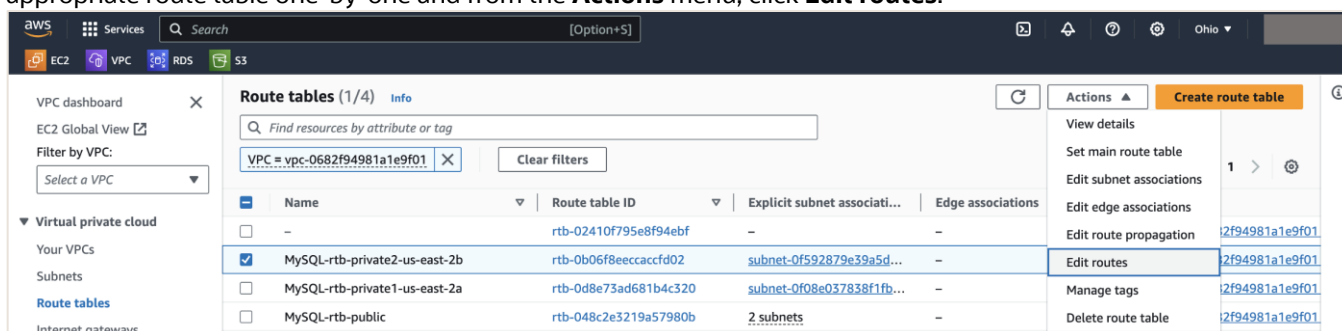 appropriate route table one-by-one and from the Actions menu, click Edit routes.
aws Services Search [Option+S] Ohio
EC2 VPC RDS S3
VPC dashboard
EC2 Global View
Filter by VPC:
Select a VPC
Virtual private cloud
Your VPCs
Subnets
Route tables
Internet gateways
Route tables (1/4) Info
Actions
Create route table
Find resources by attribute or tag
VPC = vpc-0682f94981a1e9f01
Clear filters
1
Name Route table ID Explicit subnet associati... Edge associations
– rtb-02410f795e8f94ebf – – 2f94981a1e9f01
MySQL-rtb-private2-us-east-2b rtb-0b06f8eeccaccfd02 subnet-0f592879e39a5d... –
MySQL-rtb-private1-us-east-2a rtb-0d8e73ad681b4c320 subnet-0f08e037838f1fb... – 2f94981a1e9f01
MySQL-rtb-public rtb-048c2e3219a57980b 2 subnets – 2f94981a1e9f01
View details
Set main route table
Edit subnet associations
Edit edge associations
Edit route propagation
Edit routes
Manage tags
Delete route table